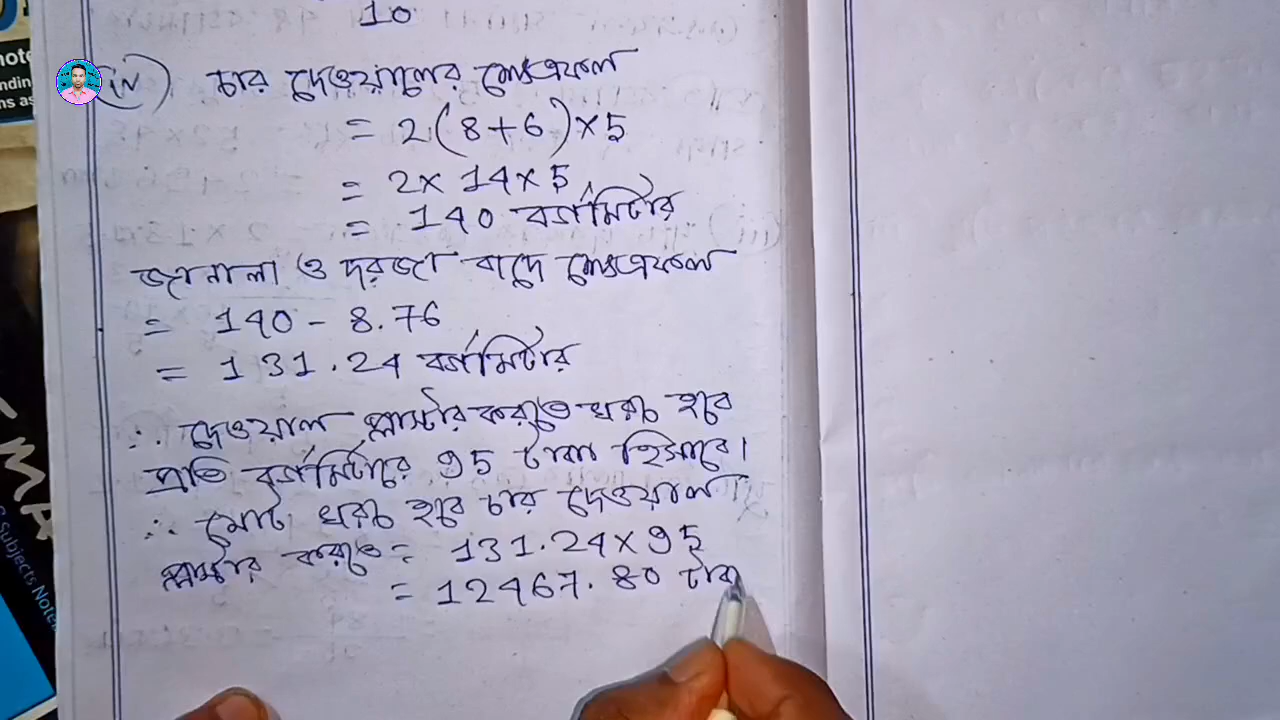 10
(iv) চার দেওয়ালের ক্ষেত্রফল
= 2(8+6)×5
= 2×14×5
= 140 বর্গমিটার
জানালা ও দরজা বাদে ক্ষেত্রফল
= 140 - 8.76
= 131.24 বর্গমিটার
∴ দেওয়াল প্লাস্টার করতে খরচ হবে
প্রতি বর্গমিটারে 95 টাকা হিসাবে।
∴ মোট খরচ হবে চার দেওয়াল
প্লাস্টার করতে = 131.24×95
= 12467.80 টাকা